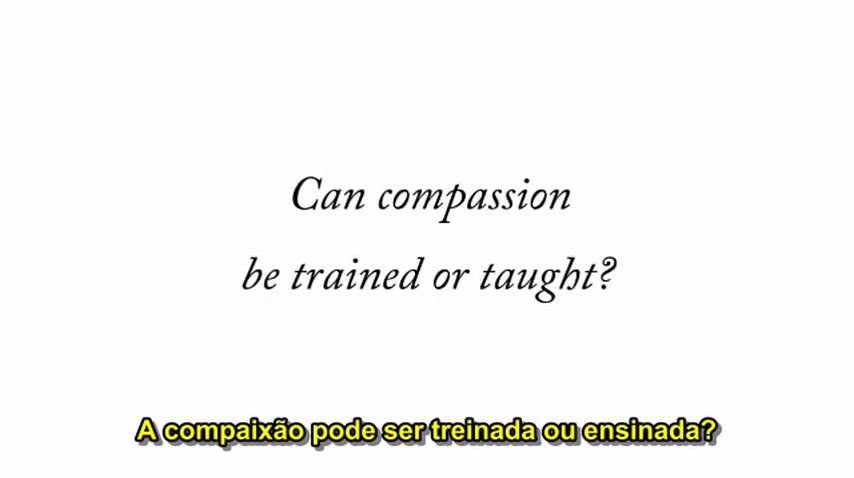 Can compassion
be trained or taught?
A compaixão pode ser treinada ou ensinada?